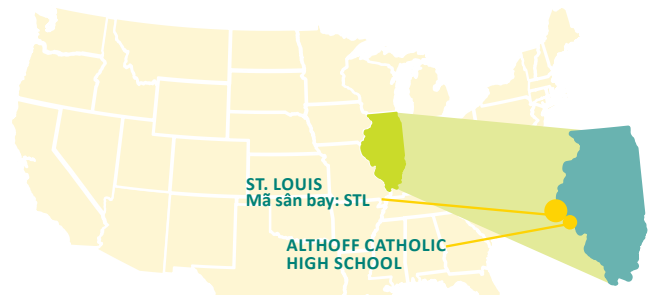 ST. LOUIS
Mã sân bay: STL
ALTHOFF CATHOLIC
HIGH SCHOOL